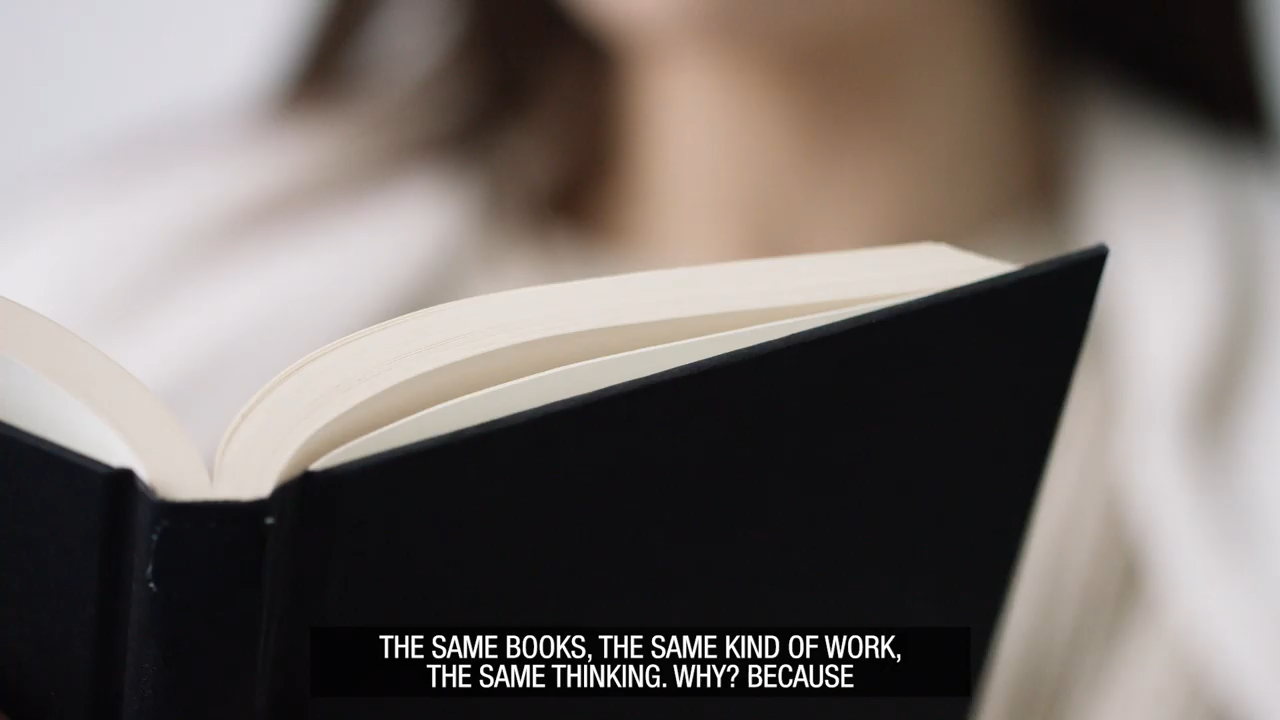 THE SAME BOOKS, THE SAME KIND OF WORK,
THE SAME THINKING. WHY? BECAUSE